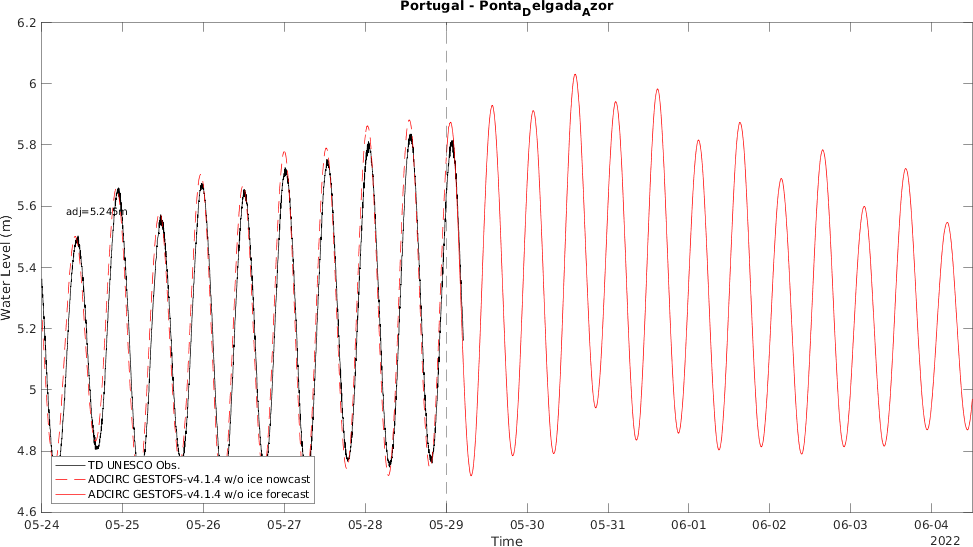 Portugal - PontaDelgadaAzor
6.2
6
5.8
5.6
5.4
5.2
5
4.8
4.6
Water Level (m)
adj=5.245m
TD UNESCO Obs.
ADCIRC GESTOFS-v4.1.4 w/o ice nowcast
ADCIRC GESTOFS-v4.1.4 w/o ice forecast
05-24 05-25 05-26 05-27 05-28 05-29 05-30 05-31 06-01 06-02 06-03 06-04
Time
2022